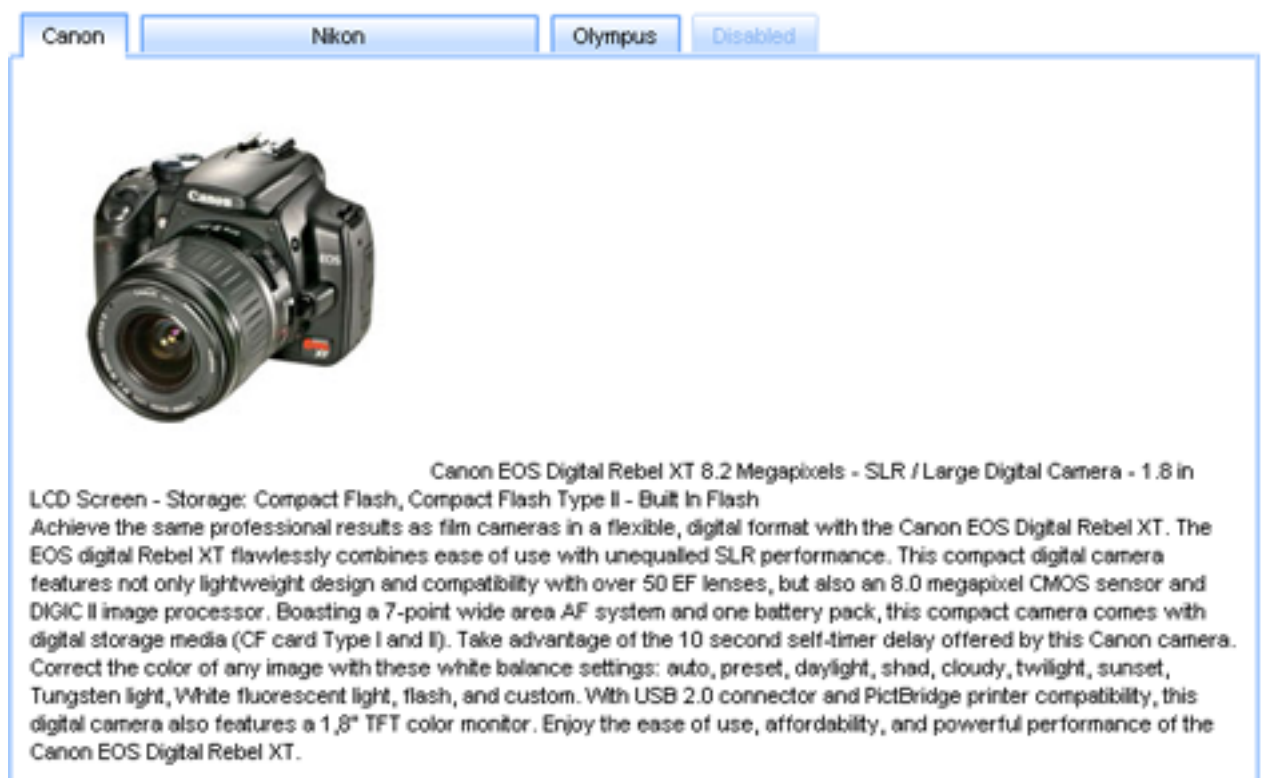 Canon Nikon Olympus Disabled
Canon
EOS
XT
Canon EOS Digital Rebel XT 8.2 Megapixels - SLR / Large Digital Camera - 1.8 in
LCD Screen - Storage: Compact Flash, Compact Flash Type II - Built In Flash
Achieve the same professional results as film cameras in a flexible, digital format with the Canon EOS Digital Rebel XT. The
EOS digital Rebel XT flawlessly combines ease of use with unequalled SLR performance. This compact digital camera
features not only lightweight design and compatibility with over 50 EF lenses, but also an 8.0 megapixel CMOS sensor and
DIGIC II image processor. Boasting a 7-point wide area AF system and one battery pack, this compact camera comes with
digital storage media (CF card Type I and II). Take advantage of the 10 second self-timer delay offered by this Canon camera.
Correct the color of any image with these white balance settings: auto, preset, daylight, shad, cloudy, twilight, sunset,
Tungsten light, White fluorescent light, flash, and custom. With USB 2.0 connector and PictBridge printer compatibility, this
digital camera also features a 1,8" TFT color monitor. Enjoy the ease of use, affordability, and powerful performance of the
Canon EOS Digital Rebel XT.